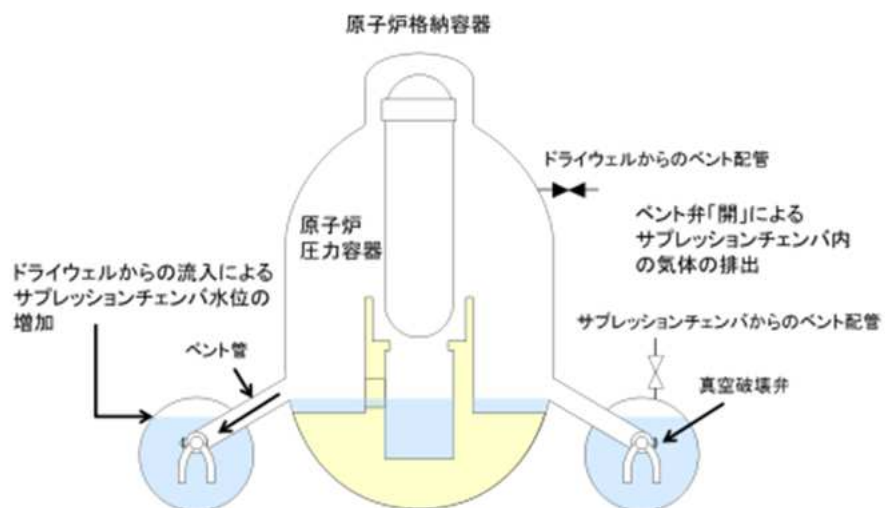 原子炉格納容器
ドライウェルからのベント配管
原子炉
圧力容器
ベント弁「開」による
サプレッションチェンバ内
の気体の排出
ドライウェルからの流入による
サプレッションチェンバ水位の
増加
ベント管
サプレッションチェンバからのベント配管
真空破壊弁